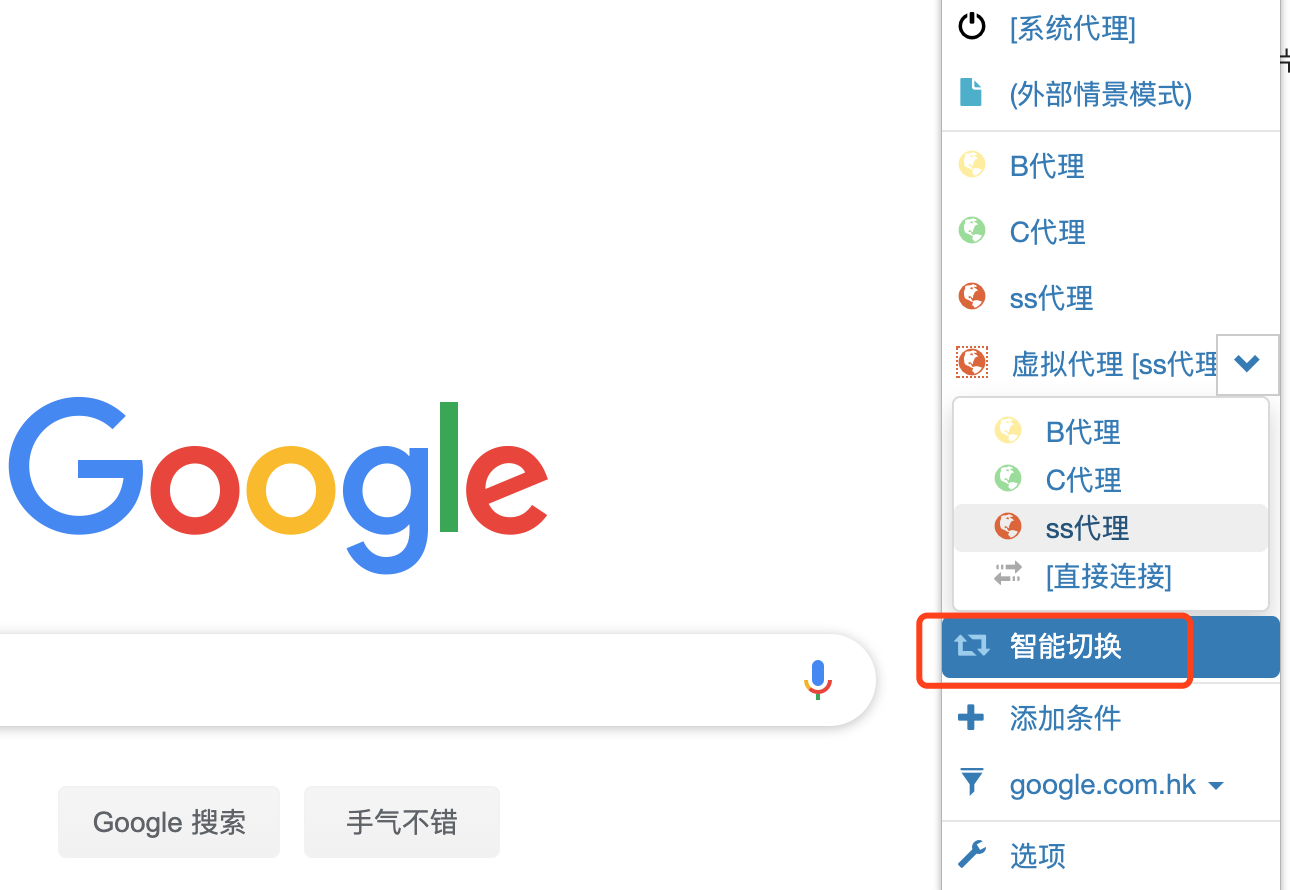 [系统代理]
(外部情景模式)
B代理
C代理
ss代理
虚拟代理 [ss代理
B代理
C代理
ss代理
[直接连接]
智能切换
添加条件
google.com.hk
选项
Google
Google 搜索
手气不错